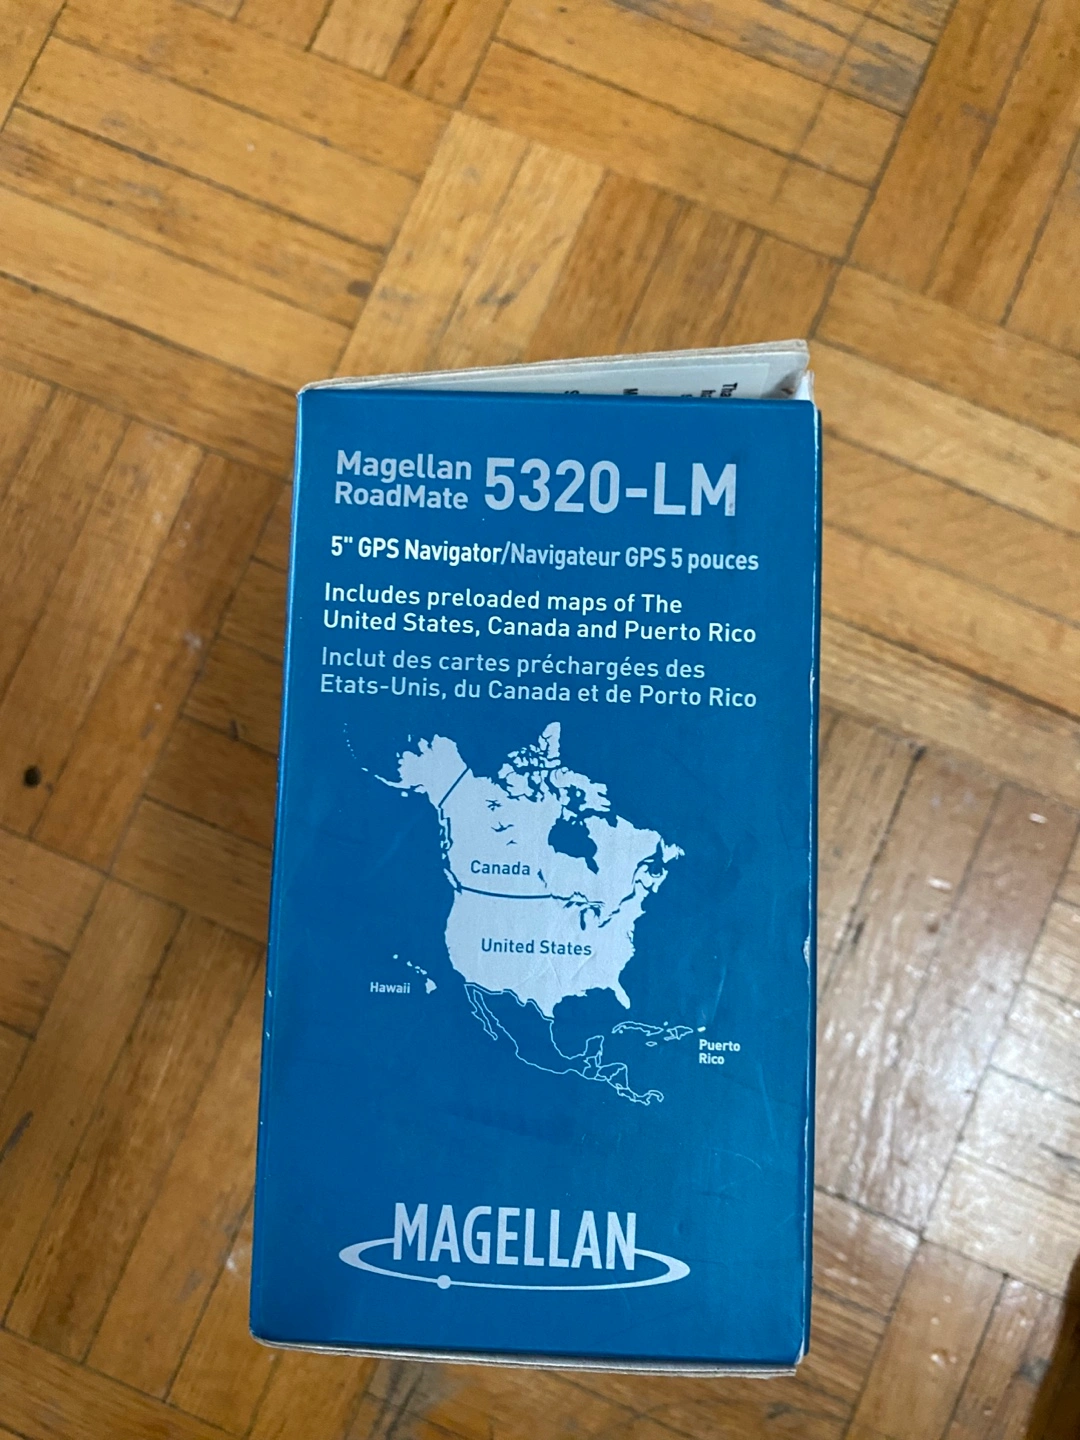 Magellan
RoadMate 5320-LM
5" GPS Navigator/Navigateur GPS 5 pouces
Includes preloaded maps of The
United States, Canada and Puerto Rico
Inclut des cartes préchargées des
Etats-Unis, du Canada et de Porto Rico
Canada
United States
Hawaii
Puerto
Rico
MAGELLAN